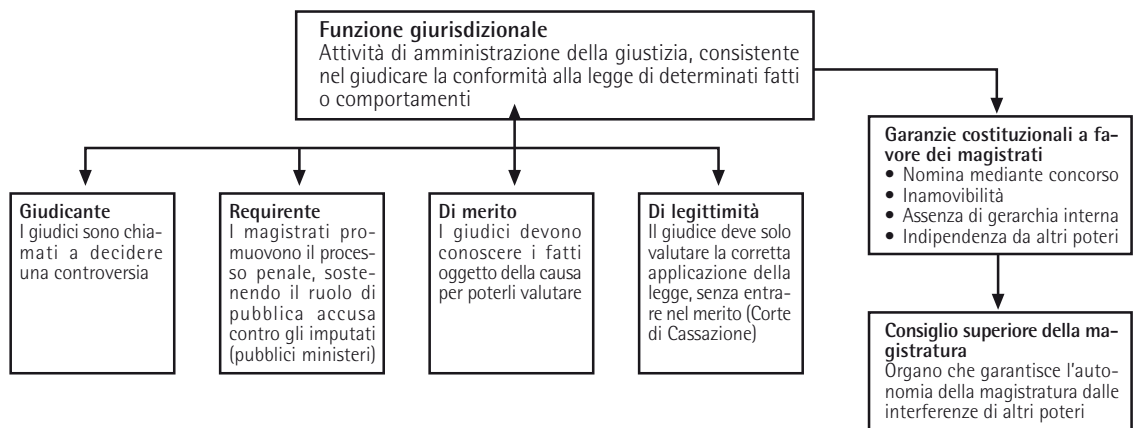 Funzione giurisdizionale
Attività di amministrazione della giustizia, consistente
nel giudicare la conformità alla legge di determinati fatti
o comportamenti
Garanzie costituzionali a fa-
vore dei magistrati
• Nomina mediante concorso
• Inamovibilità
• Assenza di gerarchia interna
• Indipendenza da altri poteri
Giudicante
I giudici sono chia-
mati a decidere
una controversia
Requirente
I magistrati pro-
muovono il proces-
so penale, soste-
nendo il ruolo di
pubblica accusa
contro gli imputati
(pubblici ministeri)
Di merito
I giudici devono
conoscere i fatti
oggetto della causa
per poterli valutare
Di legittimità
Il giudice deve solo
valutare la corretta
applicazione della
legge, senza entra-
re nel merito (Corte
di Cassazione)
Consiglio superiore della ma-
gistratura
Organo che garantisce l'auto-
nomia della magistratura dalle
interferenze di altri poteri